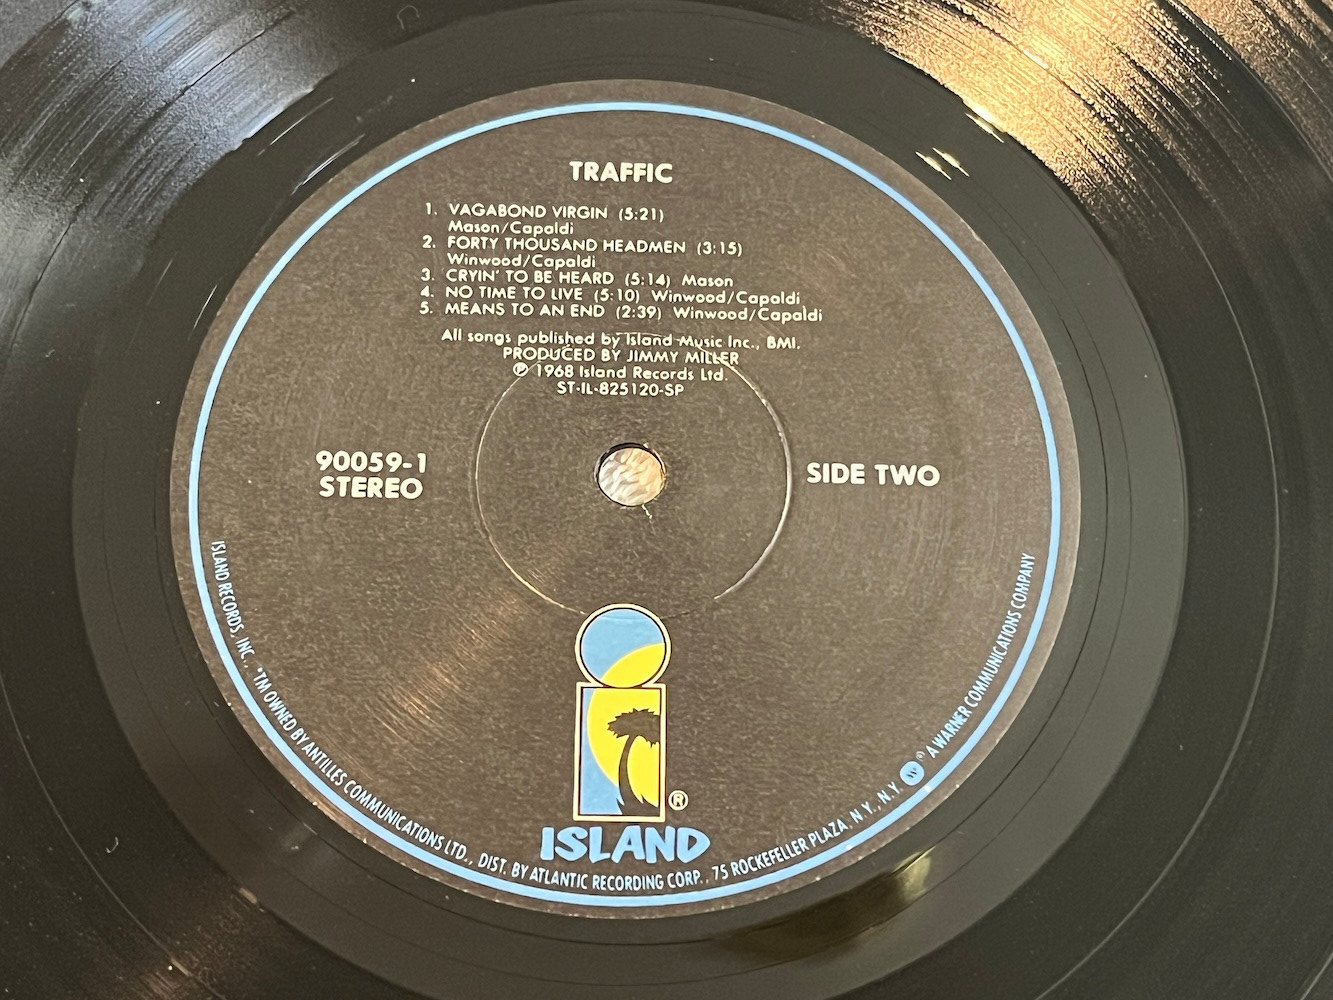 TRAFFIC
1. VAGABOND VIRGIN (5:21)
Mason/Capaldi
2. FORTY THOUSAND HEADMEN (3:15)
Winwood/Capaldi
3. CRYIN' TO BE HEARD (5:14) Mason
4. NO TIME TO LIVE (5:10) Winwood/Capaldi
5. MEANS TO AN END (2:39) Winwood/Capaldi
All songs published by Island Music Inc., BMI.
PRODUCED BY JIMMY MILLER
℗ 1968 Island Records Ltd.
ST-IL-825120-SP
90059-1
STEREO
SIDE TWO
®
ISLAND
ISLAND RECORDS, INC., *TM OWNED BY ANTILLES COMMUNICATIONS LTD., DIST. BY ATLANTIC RECORDING CORP., 75 ROCKEFELLER PLAZA, N.Y., N.Y. ® A WARNER COMMUNICATIONS COMPANY